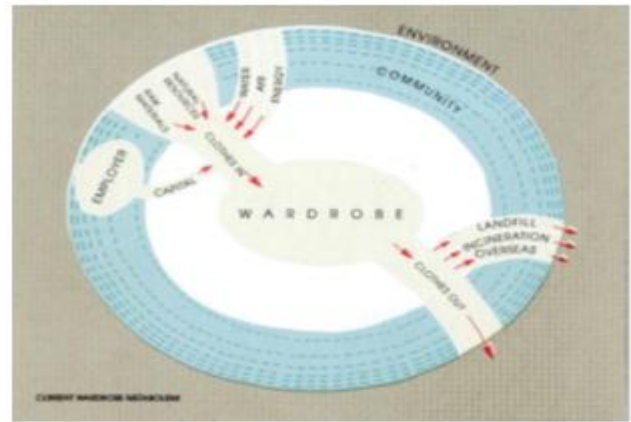 ENVIRONMENT
COMMUNITY
WATER
AIR
ENERGY
NATURAL
RESOURCES
RAW
MATERIALS
CLOTHES IN
EMPLOYER
CAPITAL
WARDROBE
LANDFILL
INCINERATION
OVERSEAS
CLOTHES OUT
CURRENT WARDROBE METABOLISM